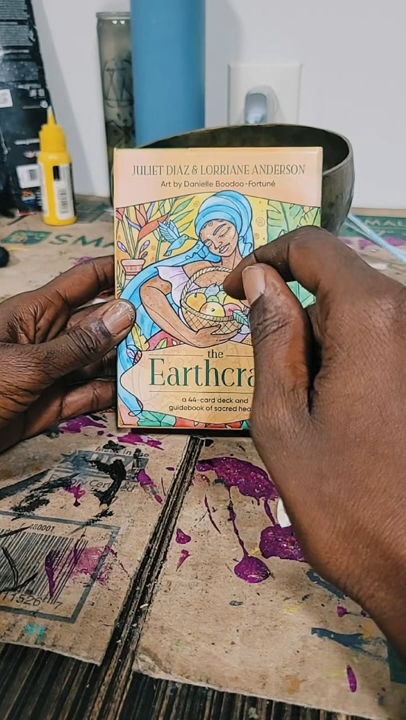 JULIET DIAZ & LORRIANE ANDERSON
Art by Danielle Boodoo-Fortuné
the
Earthcra
a 44-card deck and
guidebook of sacred hea
SMA